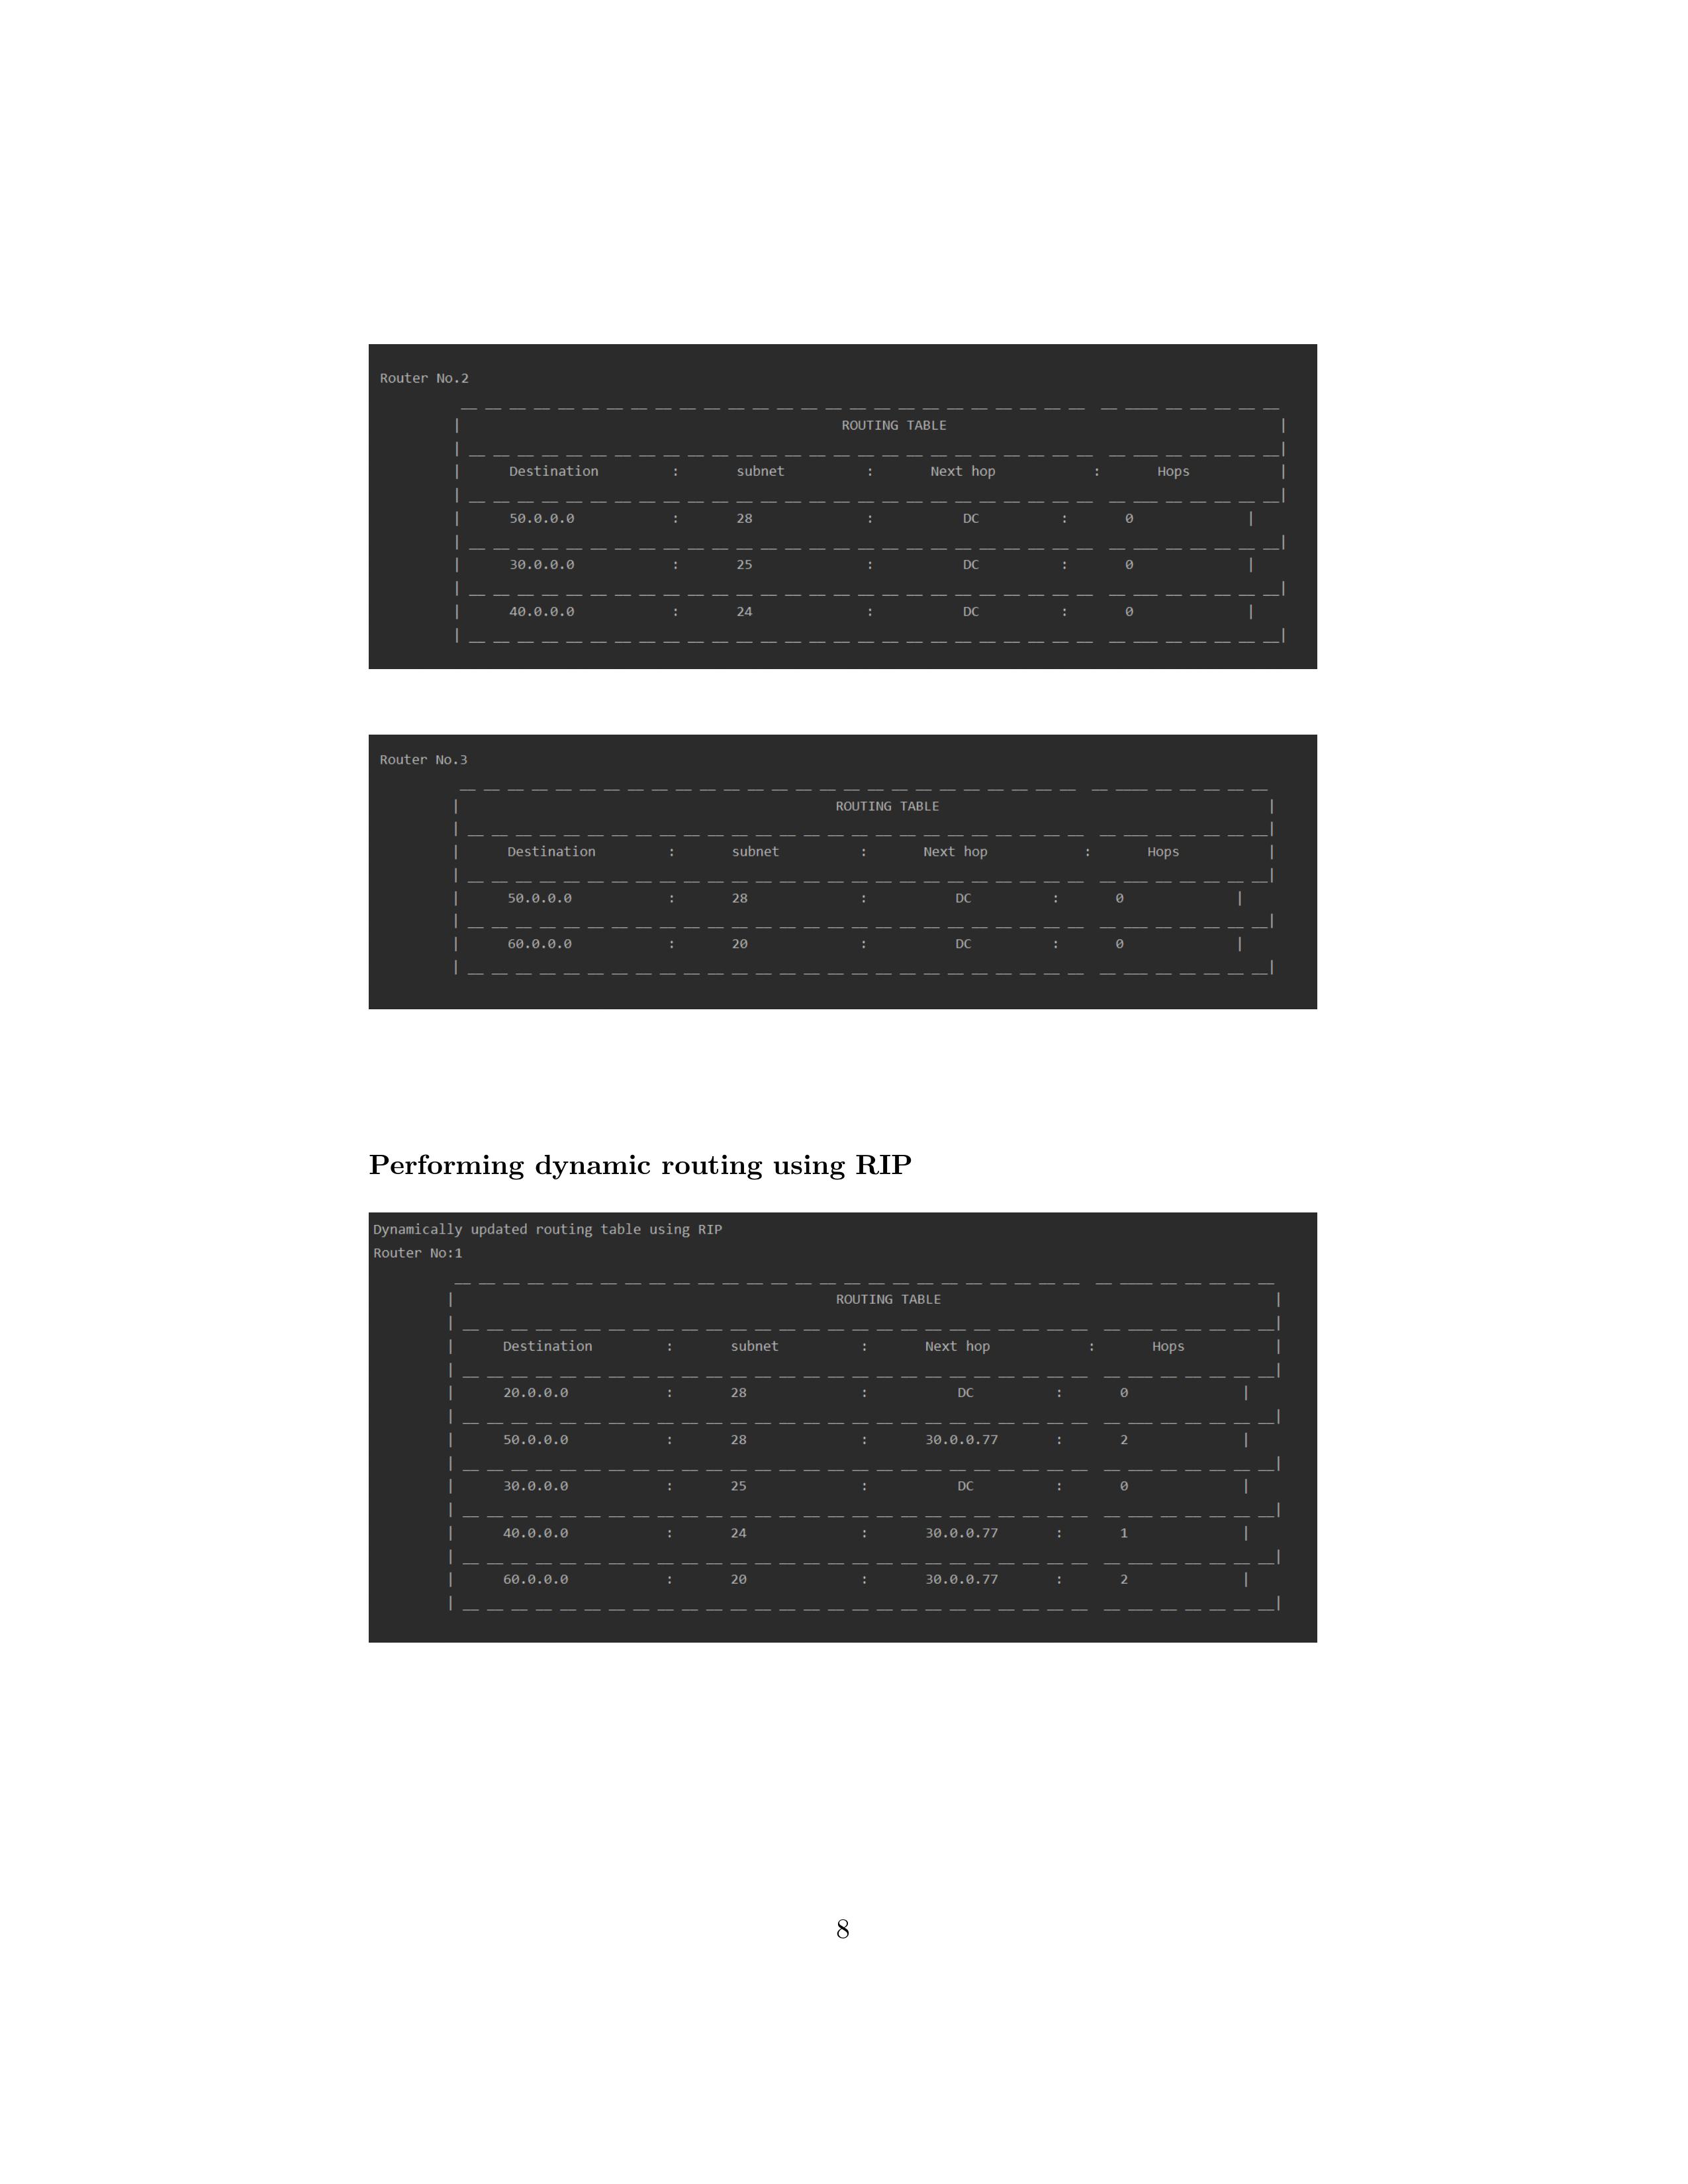 Router No.2
ROUTING TABLE
Destination : subnet : Next hop : Hops
50.0.0.0 : 28 : DC : 0
30.0.0.0 : 25 : DC : 0
40.0.0.0 : 24 : DC : 0
Router No.3
ROUTING TABLE
Destination : subnet : Next hop : Hops
50.0.0.0 : 28 : DC : 0
60.0.0.0 : 20 : DC : 0
Performing dynamic routing using RIP
Dynamically updated routing table using RIP
Router No:1
ROUTING TABLE
Destination : subnet : Next hop : Hops
20.0.0.0 : 28 : DC : 0
50.0.0.0 : 28 : 30.0.0.77 : 2
30.0.0.0 : 25 : DC : 0
40.0.0.0 : 24 : 30.0.0.77 : 1
60.0.0.0 : 20 : 30.0.0.77 : 2
8